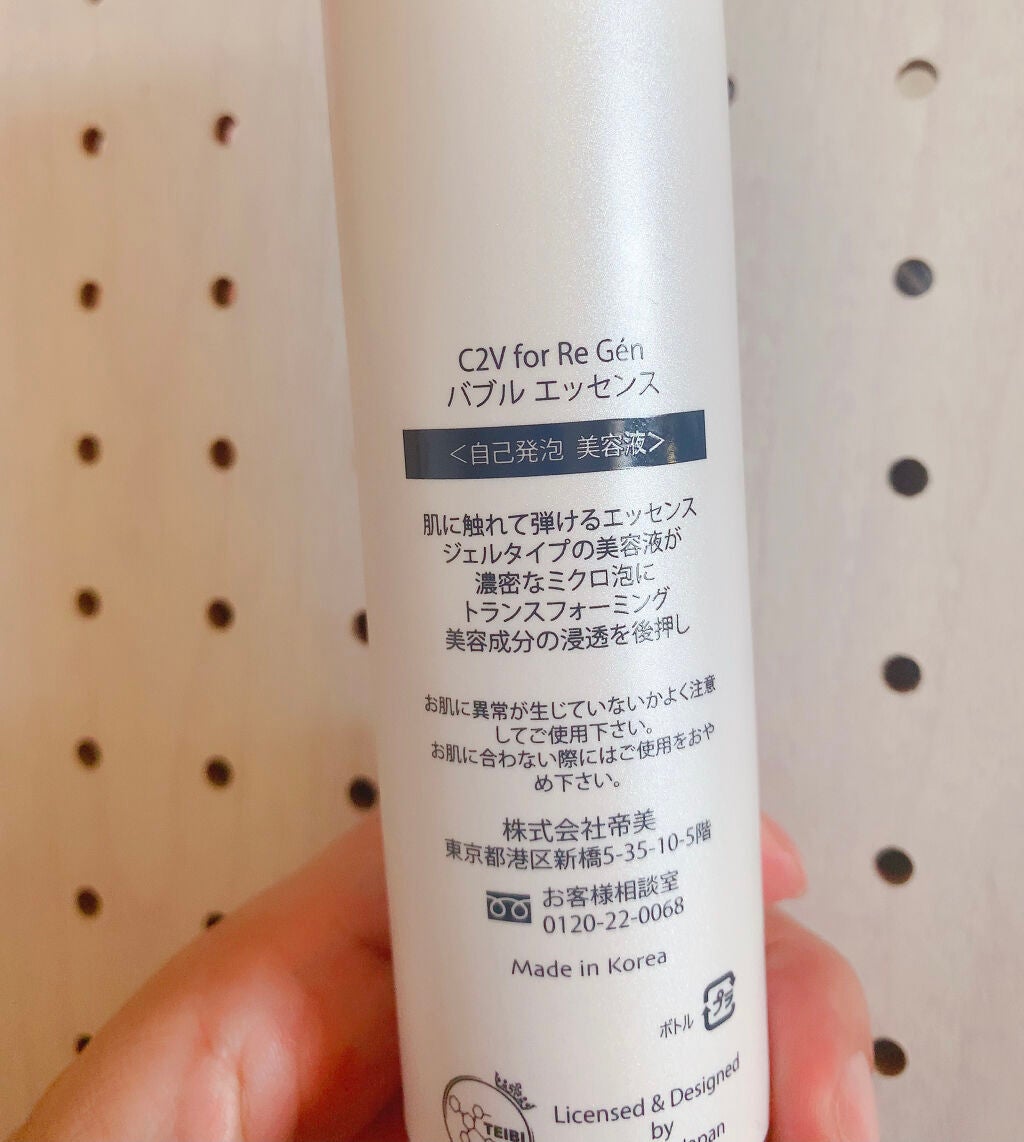 C2V for Re Gén
バブル エッセンス
＜自己発泡 美容液＞
肌に触れて弾けるエッセンス
ジェルタイプの美容液が
濃密なミクロ泡に
トランスフォーミング
美容成分の浸透を後押し
お肌に異常が生じていないかよく注意
してご使用下さい。
お肌に合わない際にはご使用をおや
め下さい。
株式会社帝美
東京都港区新橋5-35-10-5階
お客様相談室
0120-22-0068
Made in Korea
プラ
ボトル
TEIBI
Licensed & Designed
by
Japan